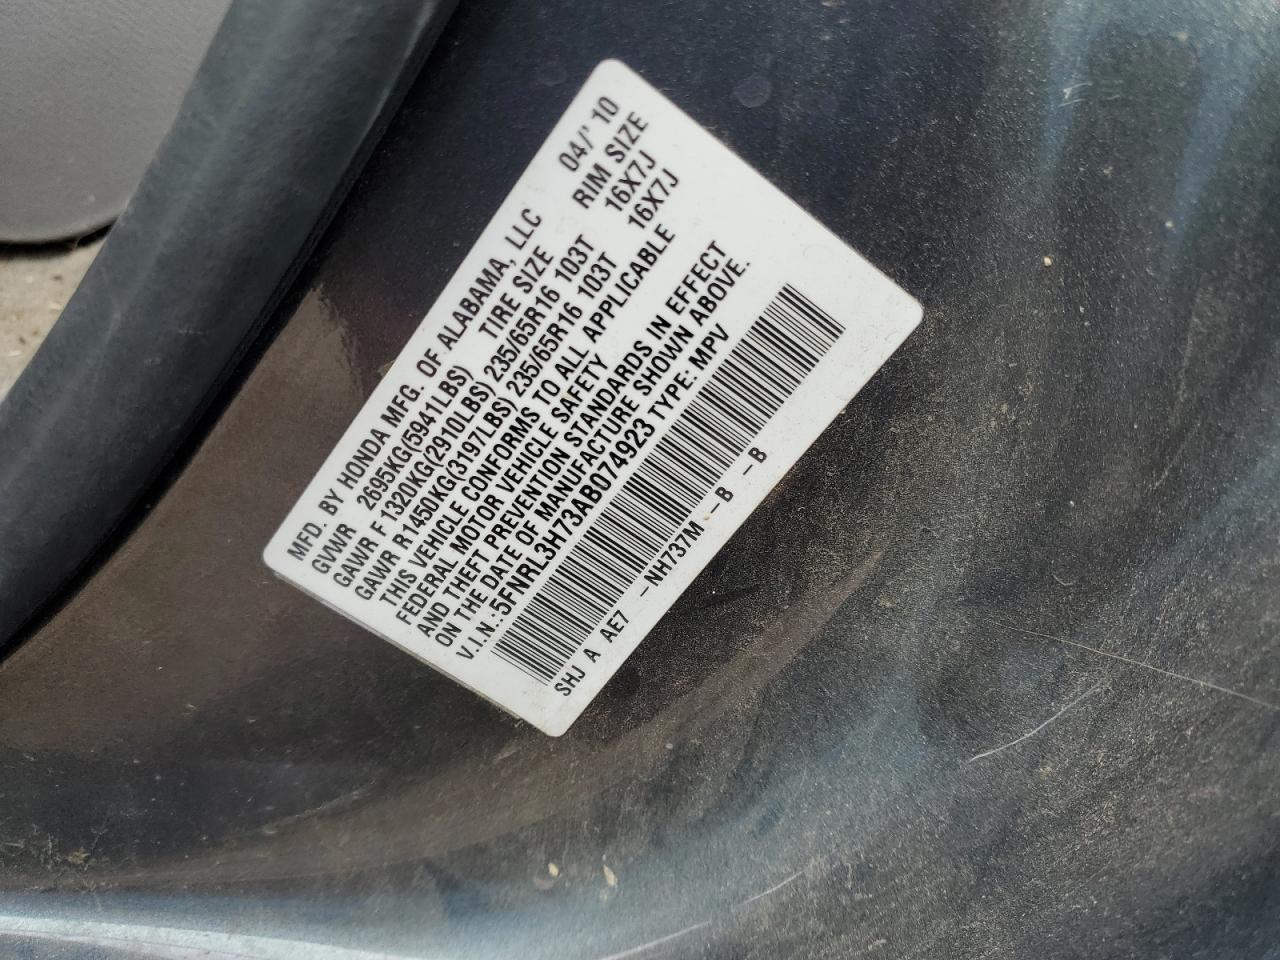 MFD. BY HONDA MFG. OF ALABAMA, LLC 04/'10
GVWR 2695KG(5941LBS) TIRE SIZE RIM SIZE
GAWR F1320KG(2910LBS) 235/65R16 103T 16X7J
GAWR R1450KG(3197LBS) 235/65R16 103T 16X7J
THIS VEHICLE CONFORMS TO ALL APPLICABLE
FEDERAL MOTOR VEHICLE SAFETY
AND THEFT PREVENTION STANDARDS IN EFFECT
ON THE DATE OF MANUFACTURE SHOWN ABOVE.
V.I.N.:5FNRL3H73AB074923 TYPE: MPV
SHJ A AE7 -NH737M -B -B